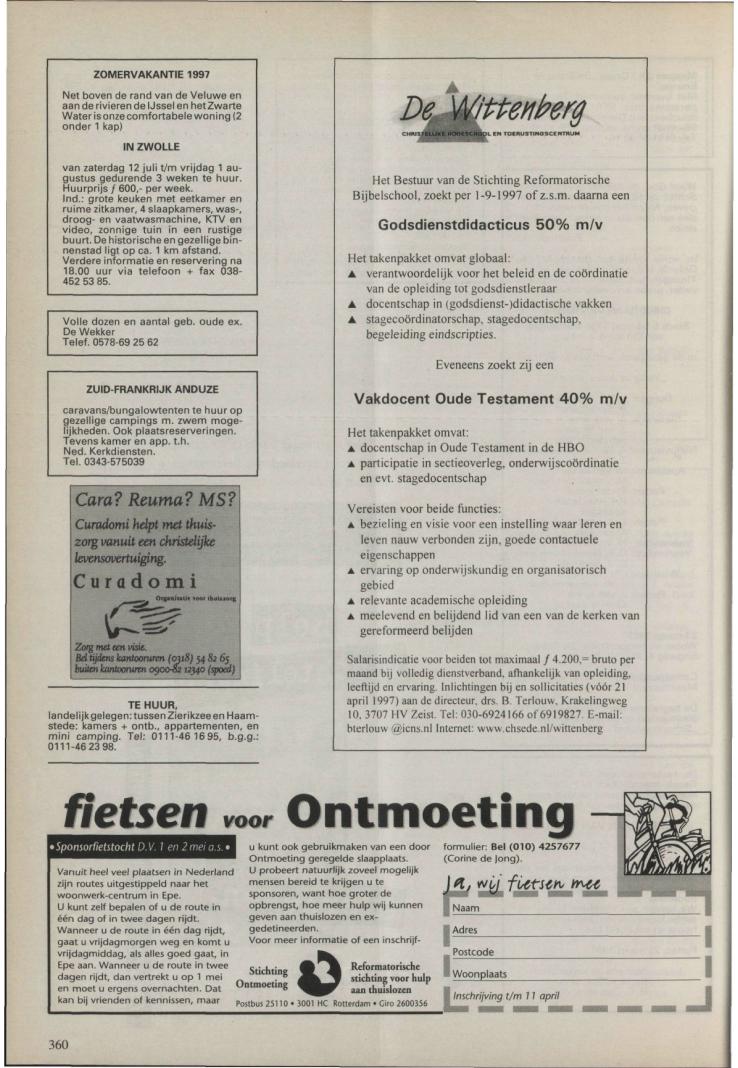 ZOMERVAKANTIE 1997
Net boven de rand van de Veluwe en
aan de rivieren de IJssel en het Zwarte
Water is onze comfortabele woning (2
onder 1 kap)
IN ZWOLLE
van zaterdag 12 juli t/m vrijdag 1 au-
gustus gedurende 3 weken te huur.
Huurprijs ƒ 600,- per week.
Ind.: grote keuken met eetkamer en
ruime zitkamer, 4 slaapkamers, was-,
droog- en vaatwasmachine, KTV en
video, zonnige tuin in een rustige
buurt. De historische en gezellige bin-
nenstad ligt op ca. 1 km afstand.
Verdere informatie en reservering na
18.00 uur via telefoon + fax 038-
452 53 85.
Volle dozen en aantal geb. oude ex.
De Wekker
Telef. 0578-69 25 62
ZUID-FRANKRIJK ANDUZE
caravans/bungalowtenten te huur op
gezellige campings m. zwem moge-
lijkheden. Ook plaatsreserveringen.
Tevens kamer en app. t.h.
Ned. Kerkdiensten.
Tel. 0343-575039
Cara? Reuma? MS?
Curadomi helpt met thuis-
zorg vanuit een christelijke
levensovertuiging.
Curadomi
Organisatie voor thuiszorg
Zorg met een visie.
Bel tijdens kantooruren (0318) 54 82 65
buiten kantooruren 0900-82 12340 (spoed)
TE HUUR,
landelijk gelegen: tussen Zierikzee en Haam-
stede: kamers + ontb., appartementen, en
mini camping. Tel: 0111-46 16 95, b.g.g.:
0111-46 23 98.
De Wittenberg
CHRISTELIJKE HOGESCHOOL EN TOERUSTINGSCENTRUM
Het Bestuur van de Stichting Reformatorische
Bijbelschool, zoekt per 1-9-1997 of z.s.m. daarna een
Godsdienstdidacticus 50% m/v
Het takenpakket omvat globaal:
▲ verantwoordelijk voor het beleid en de coördinatie
van de opleiding tot godsdienstleraar
▲ docentschap in (godsdienst-)didactische vakken
▲ stagecoördinatorschap, stagedocentschap,
begeleiding eindscripties.
Eveneens zoekt zij een
Vakdocent Oude Testament 40% m/v
Het takenpakket omvat:
▲ docentschap in Oude Testament in de HBO
▲ participatie in sectieoverleg, onderwijscoördinatie
en evt. stagedocentschap
Vereisten voor beide functies:
▲ bezieling en visie voor een instelling waar leren en
leven nauw verbonden zijn, goede contactuele
eigenschappen
▲ ervaring op onderwijskundig en organisatorisch
gebied
▲ relevante academische opleiding
▲ meelevend en belijdend lid van een van de kerken van
gereformeerd belijden
Salarisindicatie voor beiden tot maximaal ƒ 4.200,= bruto per
maand bij volledig dienstverband, afhankelijk van opleiding,
leeftijd en ervaring. Inlichtingen bij en sollicitaties (vóór 21
april 1997) aan de directeur, drs. B. Terlouw, Krakelingweg
10, 3707 HV Zeist. Tel: 030-6924166 of 6919827. E-mail:
bterlouw @icns.nl Internet: www.chsede.nl/wittenberg
fietsen voor Ontmoeting
• Sponsorfietstocht D.V. 1 en 2 mei a.s. •
Vanuit heel veel plaatsen in Nederland
zijn routes uitgestippeld naar het
woonwerk-centrum in Epe.
U kunt zelf bepalen of u de route in
één dag of in twee dagen rijdt.
Wanneer u de route in één dag rijdt,
gaat u vrijdagmorgen weg en komt u
vrijdagmiddag, als alles goed gaat, in
Epe aan. Wanneer u de route in twee
dagen rijdt, dan vertrekt u op 1 mei
en moet u ergens overnachten. Dat
kan bij vrienden of kennissen, maar
u kunt ook gebruikmaken van een door
Ontmoeting geregelde slaapplaats.
U probeert natuurlijk zoveel mogelijk
mensen bereid te krijgen u te
sponsoren, want hoe groter de
opbrengst, hoe meer hulp wij kunnen
geven aan thuislozen en ex-
gedetineerden.
Voor meer informatie of een inschrijf-
formulier: Bel (010) 4257677
(Corine de Jong).
Stichting
Ontmoeting
Reformatorische
stichting voor hulp
aan thuislozen
Postbus 25110 • 3001 HC Rotterdam • Giro 2600356
Ja, wij fietsen mee
Naam
Adres
Postcode
Woonplaats
Inschrijving t/m 11 april
360